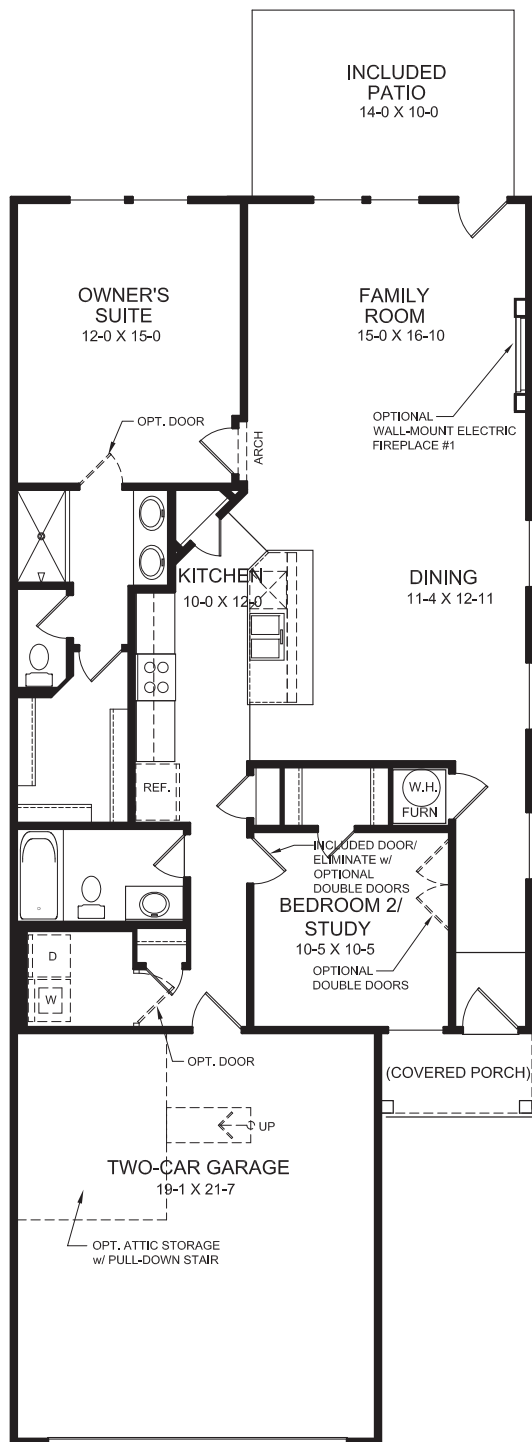 INCLUDED
PATIO
14-0 X 10-0
OWNER'S
SUITE
12-0 X 15-0
FAMILY
ROOM
15-0 X 16-10
OPT. DOOR
ARCH
OPTIONAL
WALL-MOUNT ELECTRIC
FIREPLACE #1
KITCHEN
10-0 X 12-0
DINING
11-4 X 12-11
REF.
W.H.
FURN
INCLUDED DOOR/
ELIMINATE w/
OPTIONAL
DOUBLE DOORS
BEDROOM 2/
STUDY
10-5 X 10-5
OPTIONAL
DOUBLE DOORS
D
W
OPT. DOOR
(COVERED PORCH)
UP
TWO-CAR GARAGE
19-1 X 21-7
OPT. ATTIC STORAGE
w/ PULL-DOWN STAIR